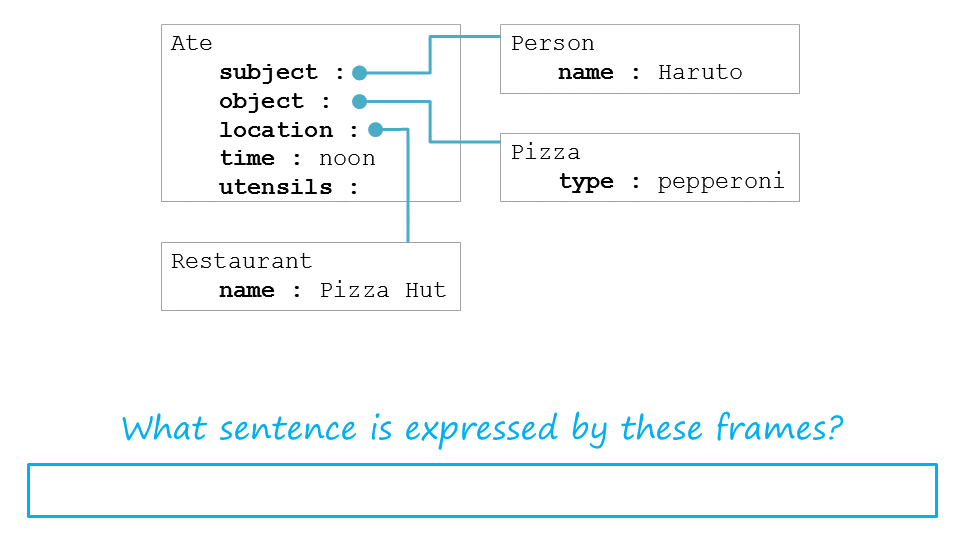 Ate
subject :
object :
location :
time : noon
utensils :
Person
name : Haruto
Pizza
type : pepperoni
Restaurant
name : Pizza Hut
What sentence is expressed by these frames?